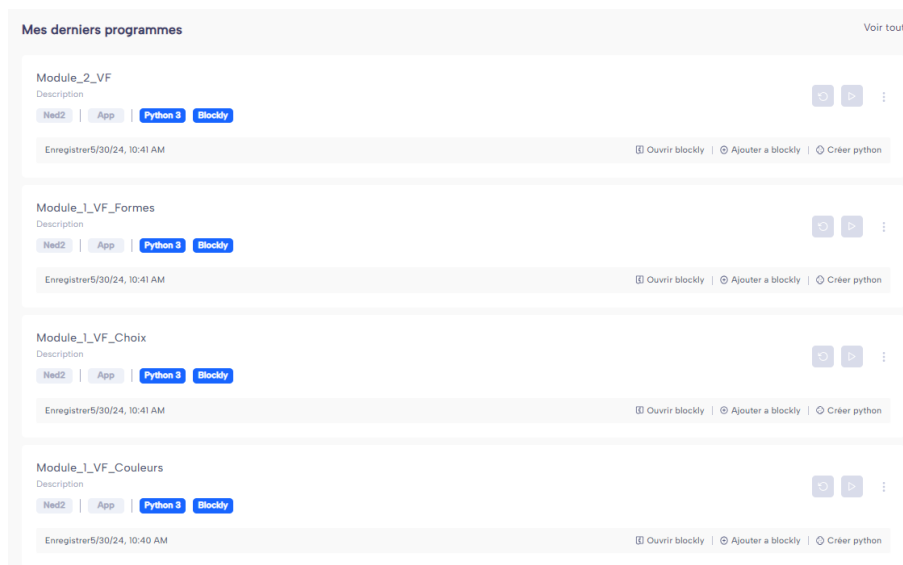 Mes derniers programmes Voir tout
Module_2_VF
Description
Ned2 | App | Python 3 Blockly
Enregistrer5/30/24, 10:41 AM Ouvrir blockly | Ajouter a blockly | Créer python
Module_1_VF_Formes
Description
Ned2 | App | Python 3 Blockly
Enregistrer5/30/24, 10:41 AM Ouvrir blockly | Ajouter a blockly | Créer python
Module_1_VF_Choix
Description
Ned2 | App | Python 3 Blockly
Enregistrer5/30/24, 10:41 AM Ouvrir blockly | Ajouter a blockly | Créer python
Module_1_VF_Couleurs
Description
Ned2 | App | Python 3 Blockly
Enregistrer5/30/24, 10:40 AM Ouvrir blockly | Ajouter a blockly | Créer python